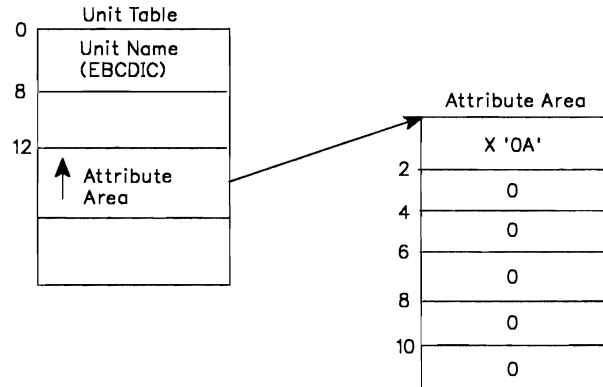 Unit Table
0
Unit Name
(EBCDIC)
8
12
Attribute
Area
Attribute Area
X '0A'
2
0
4
0
6
0
8
0
10
0